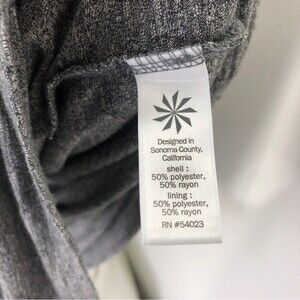 Designed in
Sonoma County,
California
shell :
50% polyester,
50% rayon
lining :
50% polyester,
50% rayon
RN #54023